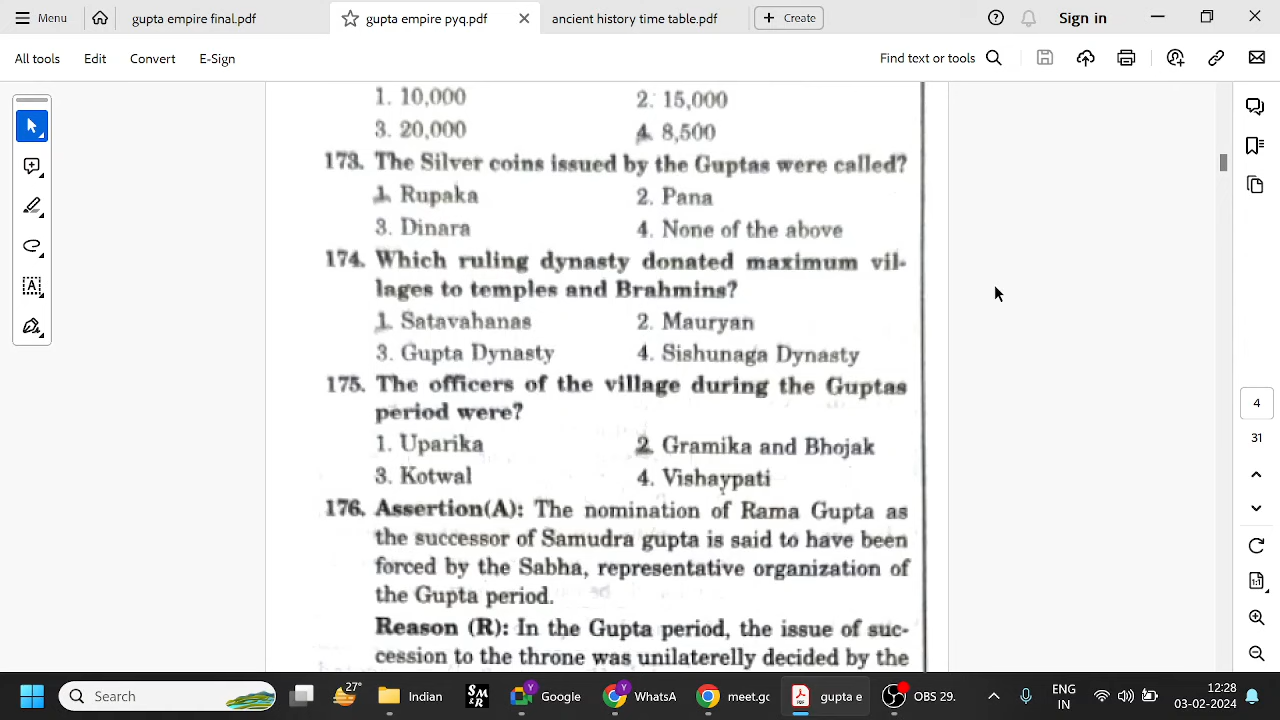 Menu
gupta empire final.pdf
gupta empire pyq.pdf
ancient history time table.pdf
Create
Sign in
All tools
Edit
Convert
E-Sign
Find text or tools
1. 10,000 2. 15,000
3. 20,000 4. 8,500
173. The Silver coins issued by the Guptas were called?
1. Rupaka 2. Pana
3. Dinara 4. None of the above
174. Which ruling dynasty donated maximum vil-
lages to temples and Brahmins?
1. Satavahanas 2. Mauryan
3. Gupta Dynasty 4. Sishunaga Dynasty
175. The officers of the village during the Guptas
period were?
1. Uparika 2. Gramika and Bhojak
3. Kotwal 4. Vishaypati
176. Assertion(A): The nomination of Rama Gupta as
the successor of Samudra gupta is said to have been
forced by the Sabha, representative organization of
the Gupta period.
Reason (R): In the Gupta period, the issue of suc-
cession to the throne was unilaterelly decided by the
4
31
Search
27°
Indian
Google
WhatsA
meet.gc
gupta e
OBS 29
ENG
IN